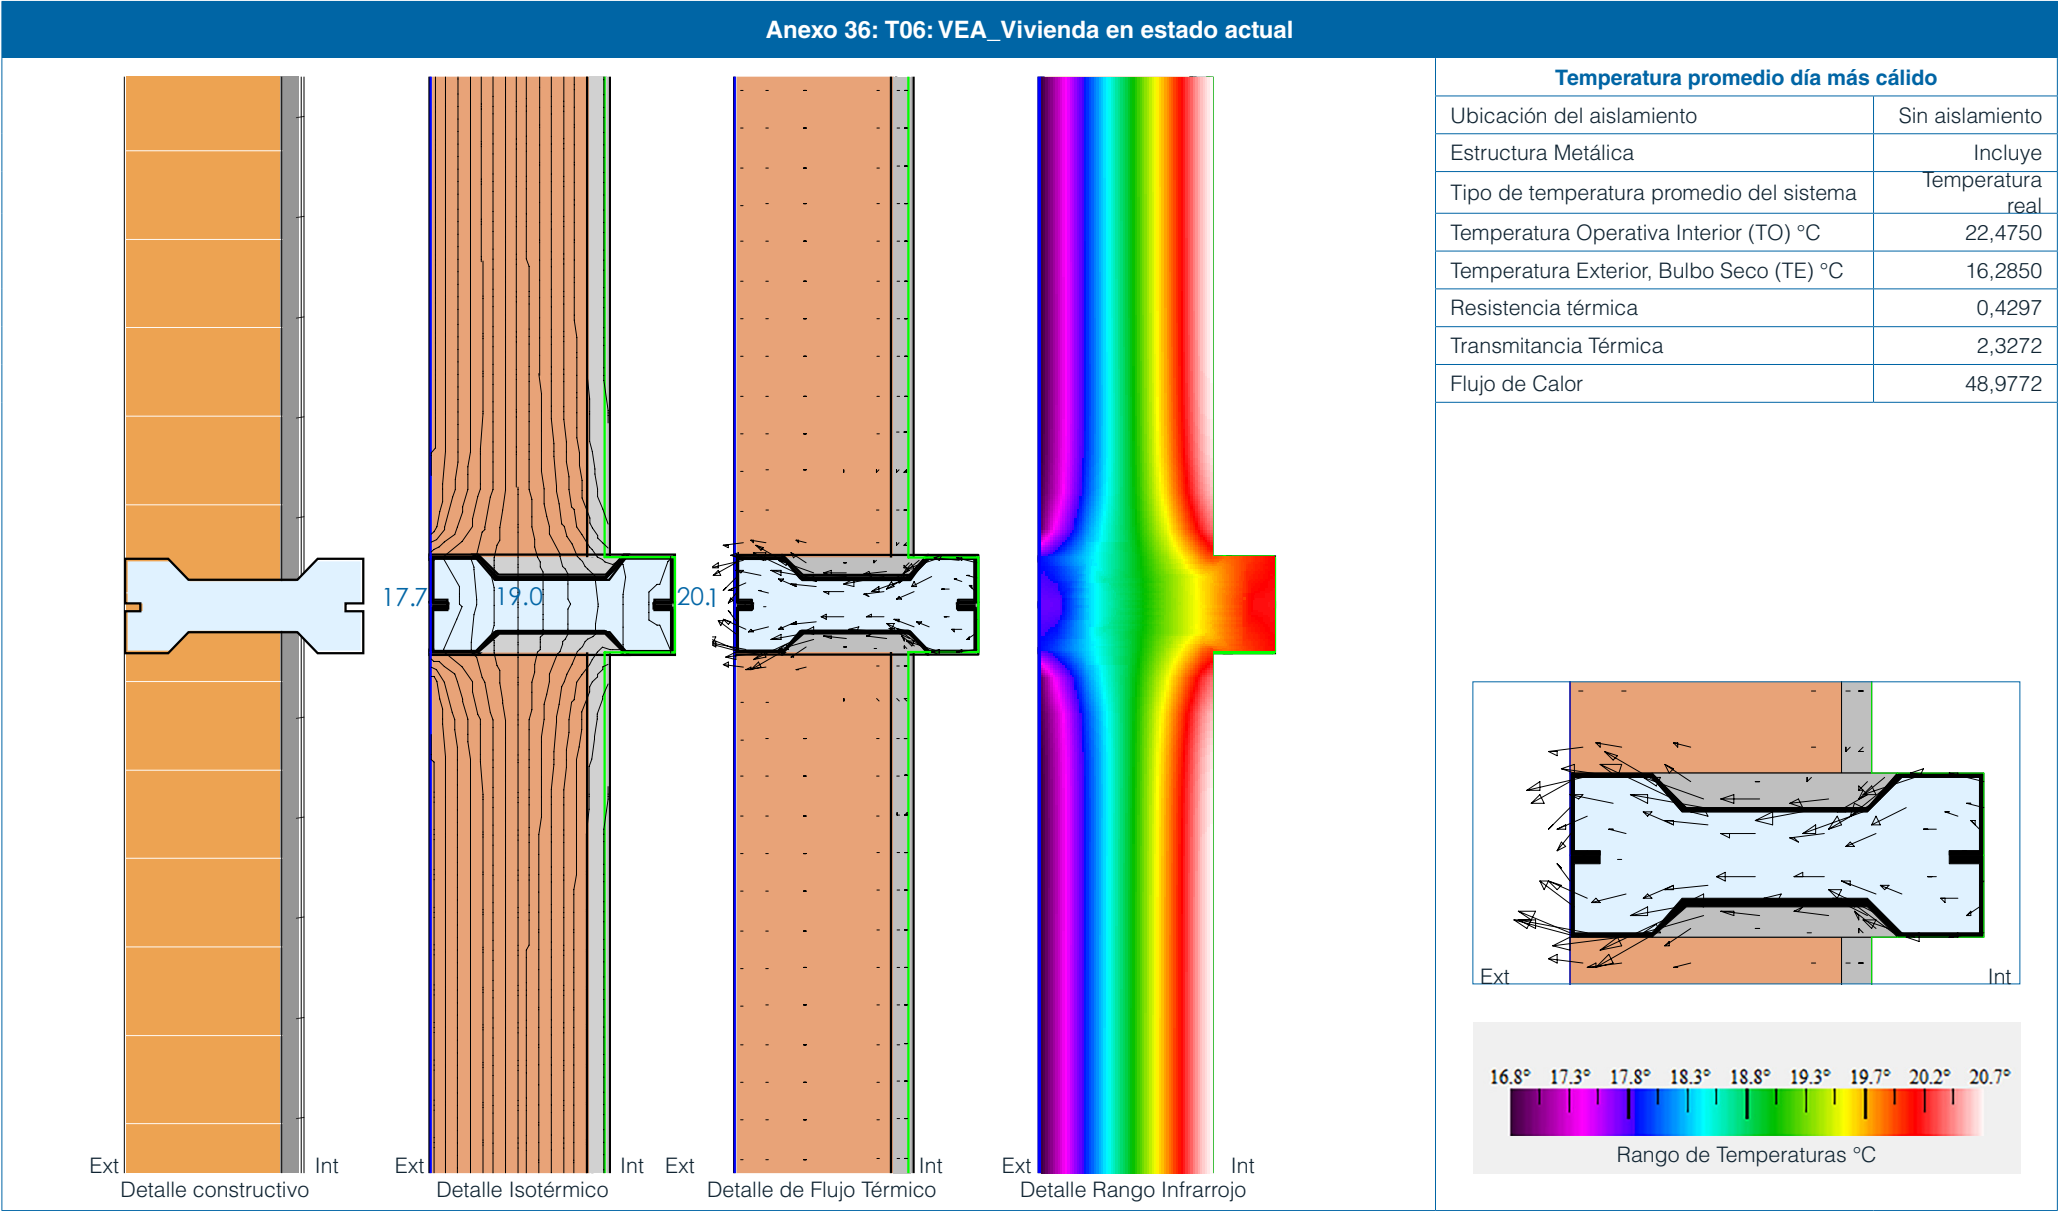 Anexo 36: T06: VEA_Vivienda en estado actual
Temperatura promedio día más cálido
Ubicación del aislamiento Sin aislamiento
Estructura Metálica Incluye
Tipo de temperatura promedio del sistema Temperatura
real
Temperatura Operativa Interior (TO) °C 22,4750
Temperatura Exterior, Bulbo Seco (TE) °C 16,2850
Resistencia térmica 0,4297
Transmitancia Térmica 2,3272
Flujo de Calor 48,9772
17.7 19.0 20.1
Ext Int
Detalle constructivo
Ext Int
Detalle Isotérmico
Ext Int
Detalle de Flujo Térmico
Ext Int
Detalle Rango Infrarrojo
Ext Int
16.8° 17.3° 17.8° 18.3° 18.8° 19.3° 19.7° 20.2° 20.7°
Rango de Temperaturas °C